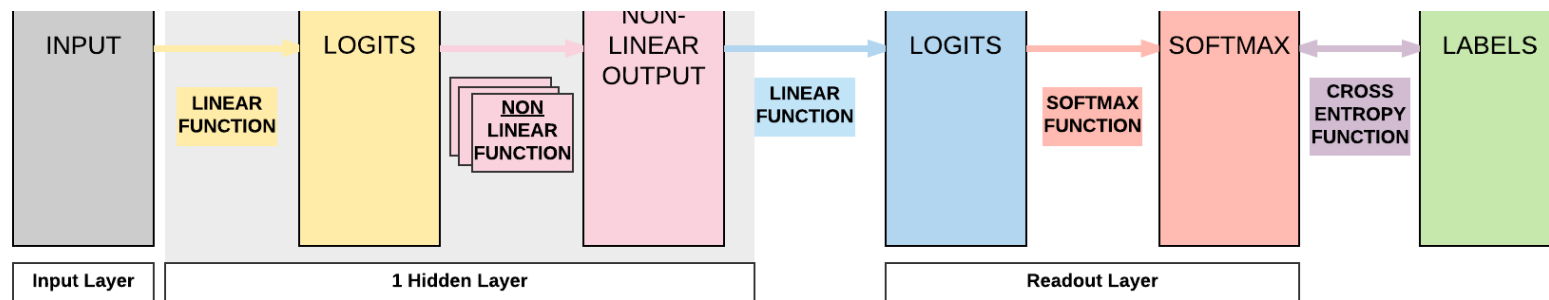 INPUT
LOGITS
NON-
LINEAR
OUTPUT
LOGITS
SOFTMAX
LABELS
LINEAR
FUNCTION
NON
LINEAR
FUNCTION
LINEAR
FUNCTION
SOFTMAX
FUNCTION
CROSS
ENTROPY
FUNCTION
Input Layer
1 Hidden Layer
Readout Layer